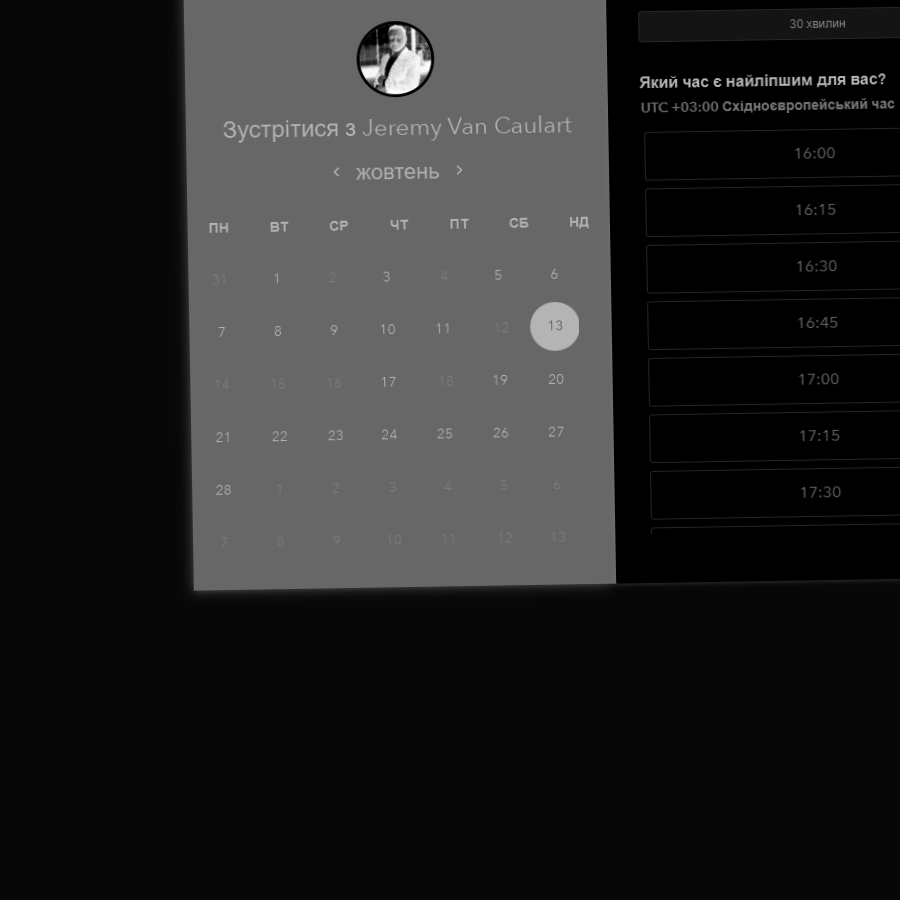 Зустрітися з Jeremy Van Caulart
жовтень
ПН ВТ СР ЧТ ПТ СБ НД
31 1 2 3 4 5 6
7 8 9 10 11 12 13
14 15 16 17 18 19 20
21 22 23 24 25 26 27
28 1 2 3 4 5 6
7 8 9 10 11 12 13
30 хвилин
Який час є найліпшим для вас?
UTC +03:00 Східноєвропейський час
16:00
16:15
16:30
16:45
17:00
17:15
17:30